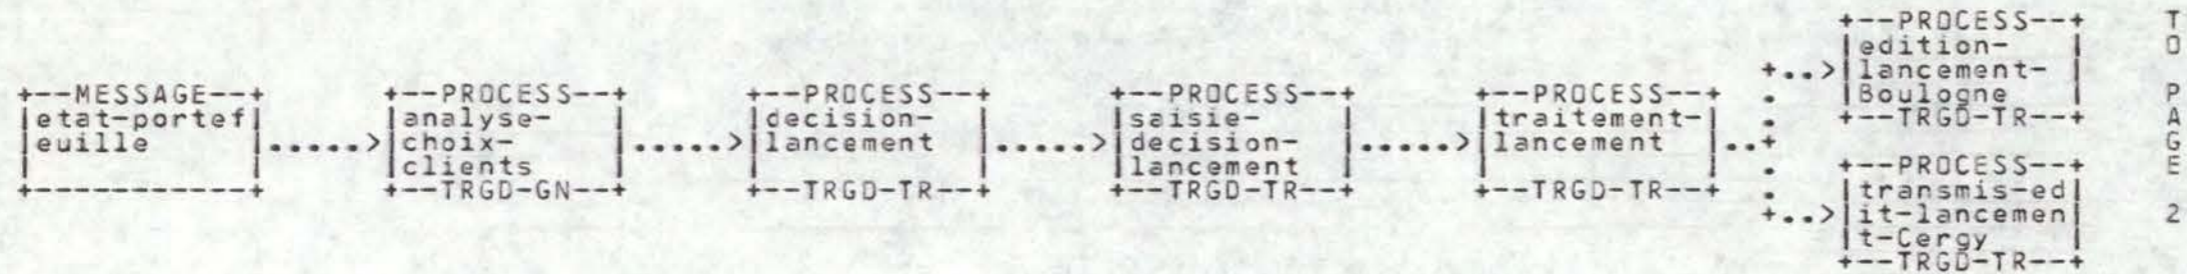 +--MESSAGE--+
|etat-portef|
|euille     |.....>
+-----------+
+--PROCESS--+
|analyse-   |
|choix-     |.....>
|clients    |
+--TRGD-GN--+
+--PROCESS--+
|decision-  |
|lancement  |.....>
+--TRGD-TR--+
+--PROCESS--+
|saisie-    |
|decision-  |.....>
|lancement  |
+--TRGD-TR--+
+--PROCESS--+
|traitement-|
|lancement  |..+
+--TRGD-TR--+
+--PROCESS--+
|edition-   |
+..>|lancement- |
|Boulogne   |
+--TRGD-TR--+
+--PROCESS--+
|transmis-ed|
+..>|it-lancemen|
|t-Cergy    |
+--TRGD-TR--+
TO PAGE 2